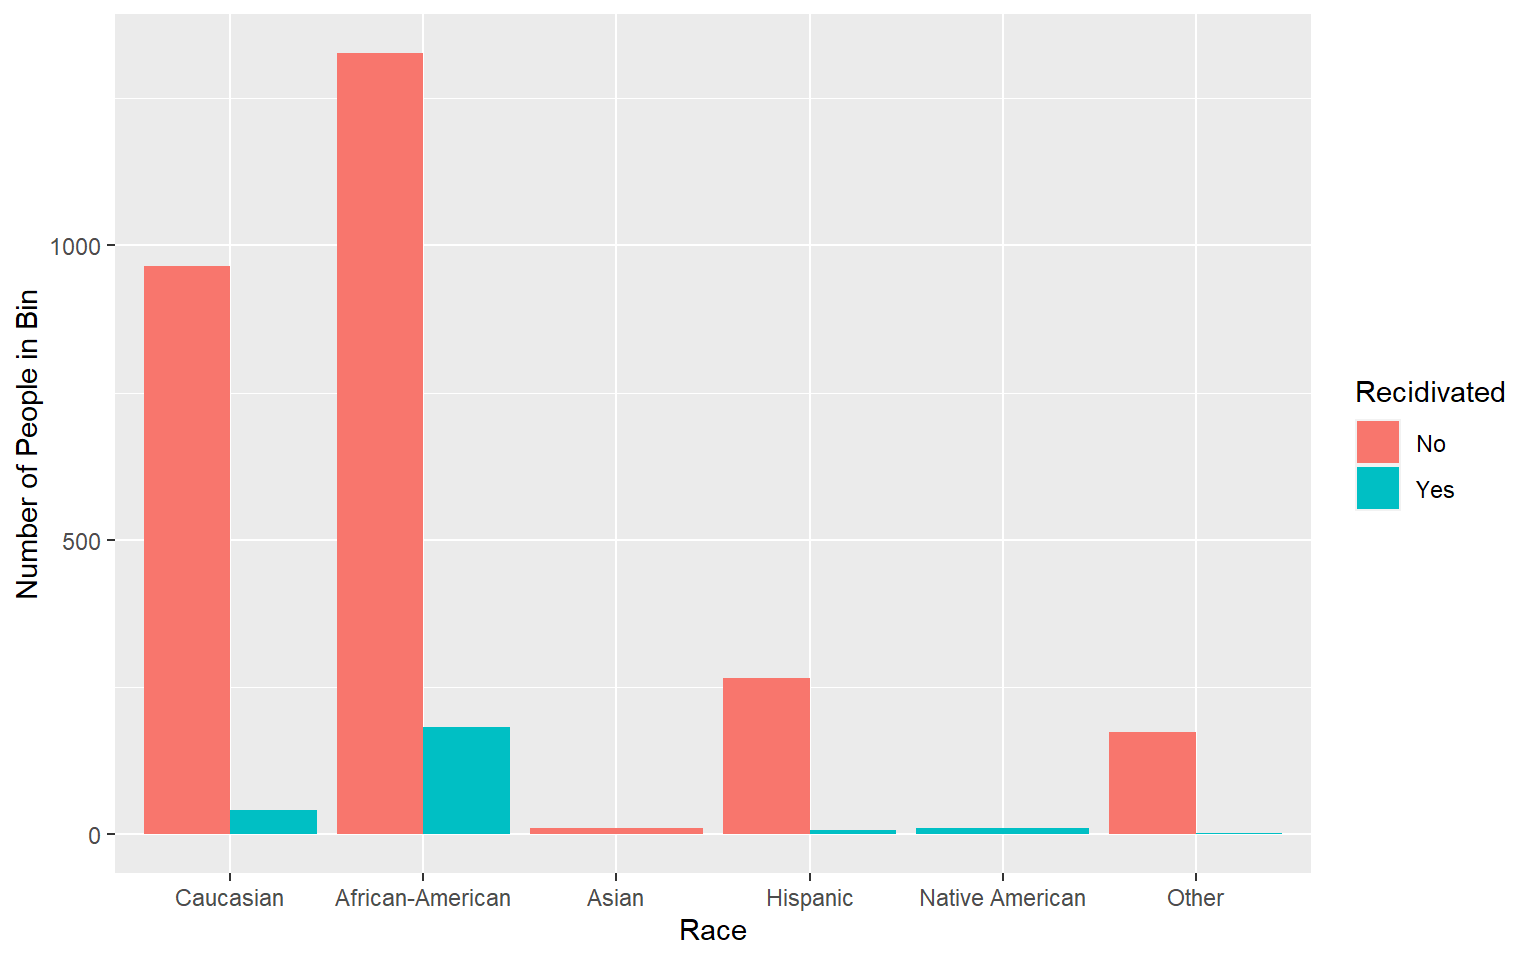 Number of People in Bin
1000
500
0
Caucasian
African-American
Asian
Hispanic
Native American
Other
Race
Recidivated
No
Yes